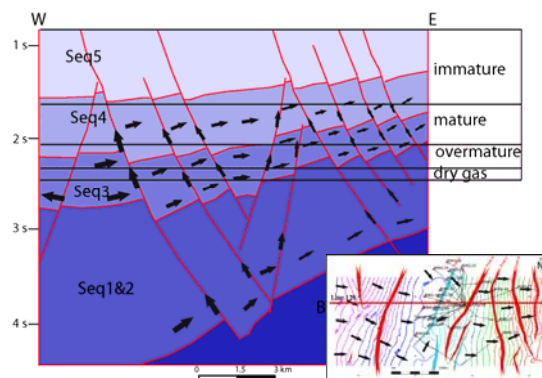 W
E
1 s
2 s
3 s
4 s
Seq5
Seq4
Seq3
Seq1&2
immature
mature
overmature
dry gas
B
N
0 1.5 3 km